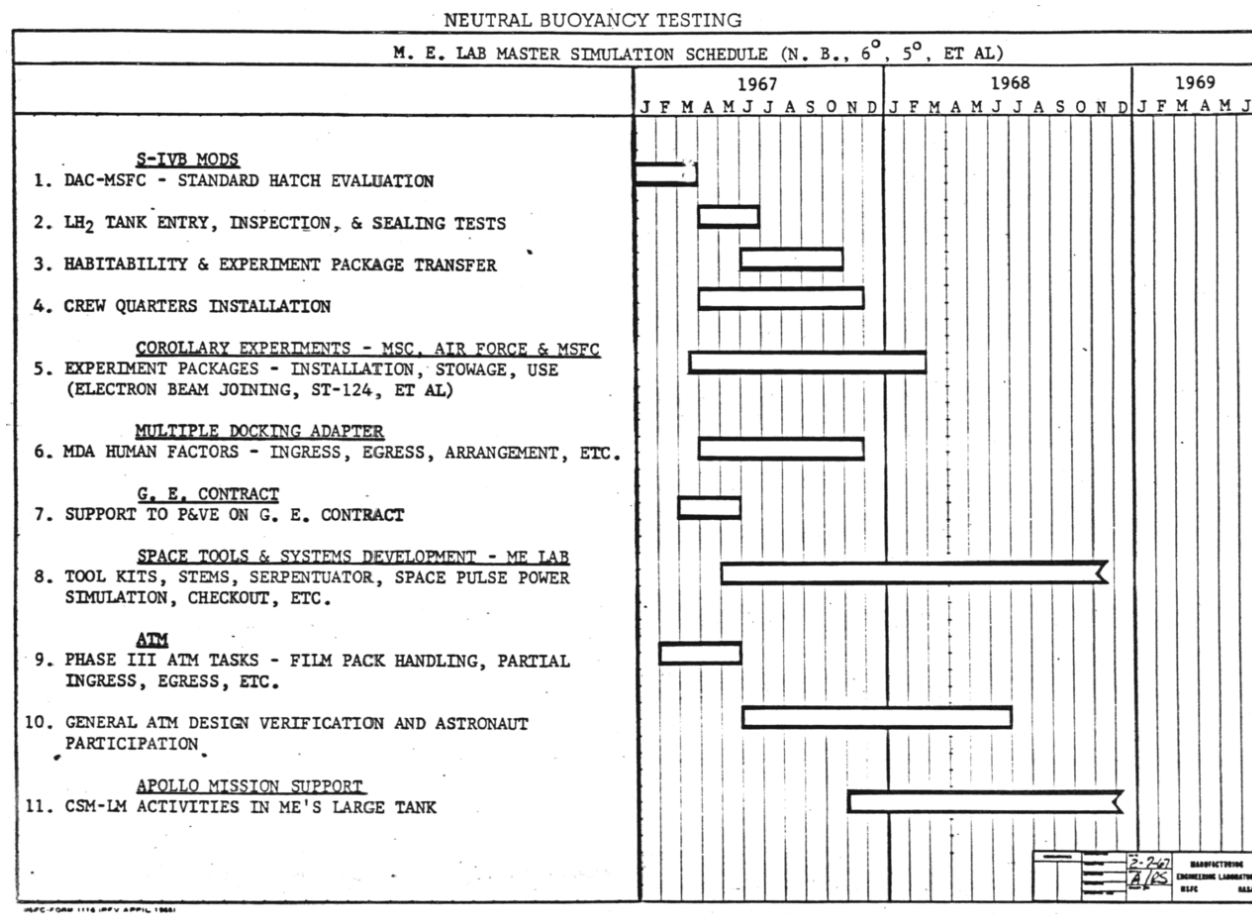 NEUTRAL BUOYANCY TESTING
M. E. LAB MASTER SIMULATION SCHEDULE (N. B., 6°, 5°, ET AL)
1967 1968 1969
J F M A M J J A S O N D J F M A M J J A S O N D J F M A M J
S-IVB MODS
1. DAC-MSFC - STANDARD HATCH EVALUATION
2. LH2 TANK ENTRY, INSPECTION, & SEALING TESTS
3. HABITABILITY & EXPERIMENT PACKAGE TRANSFER
4. CREW QUARTERS INSTALLATION
COROLLARY EXPERIMENTS - MSC, AIR FORCE & MSFC
5. EXPERIMENT PACKAGES - INSTALLATION, STOWAGE, USE
(ELECTRON BEAM JOINING, ST-124, ET AL)
MULTIPLE DOCKING ADAPTER
6. MDA HUMAN FACTORS - INGRESS, EGRESS, ARRANGEMENT, ETC.
G. E. CONTRACT
7. SUPPORT TO P&VE ON G. E. CONTRACT
SPACE TOOLS & SYSTEMS DEVELOPMENT - ME LAB
8. TOOL KITS, STEMS, SERPENTUATOR, SPACE PULSE POWER
SIMULATION, CHECKOUT, ETC.
ATM
9. PHASE III ATM TASKS - FILM PACK HANDLING, PARTIAL
INGRESS, EGRESS, ETC.
10. GENERAL ATM DESIGN VERIFICATION AND ASTRONAUT
PARTICIPATION
APOLLO MISSION SUPPORT
11. CSM-LM ACTIVITIES IN ME'S LARGE TANK
2-7-67
MANUFACTURING
ENGINEERING LABORATORY
MSFC